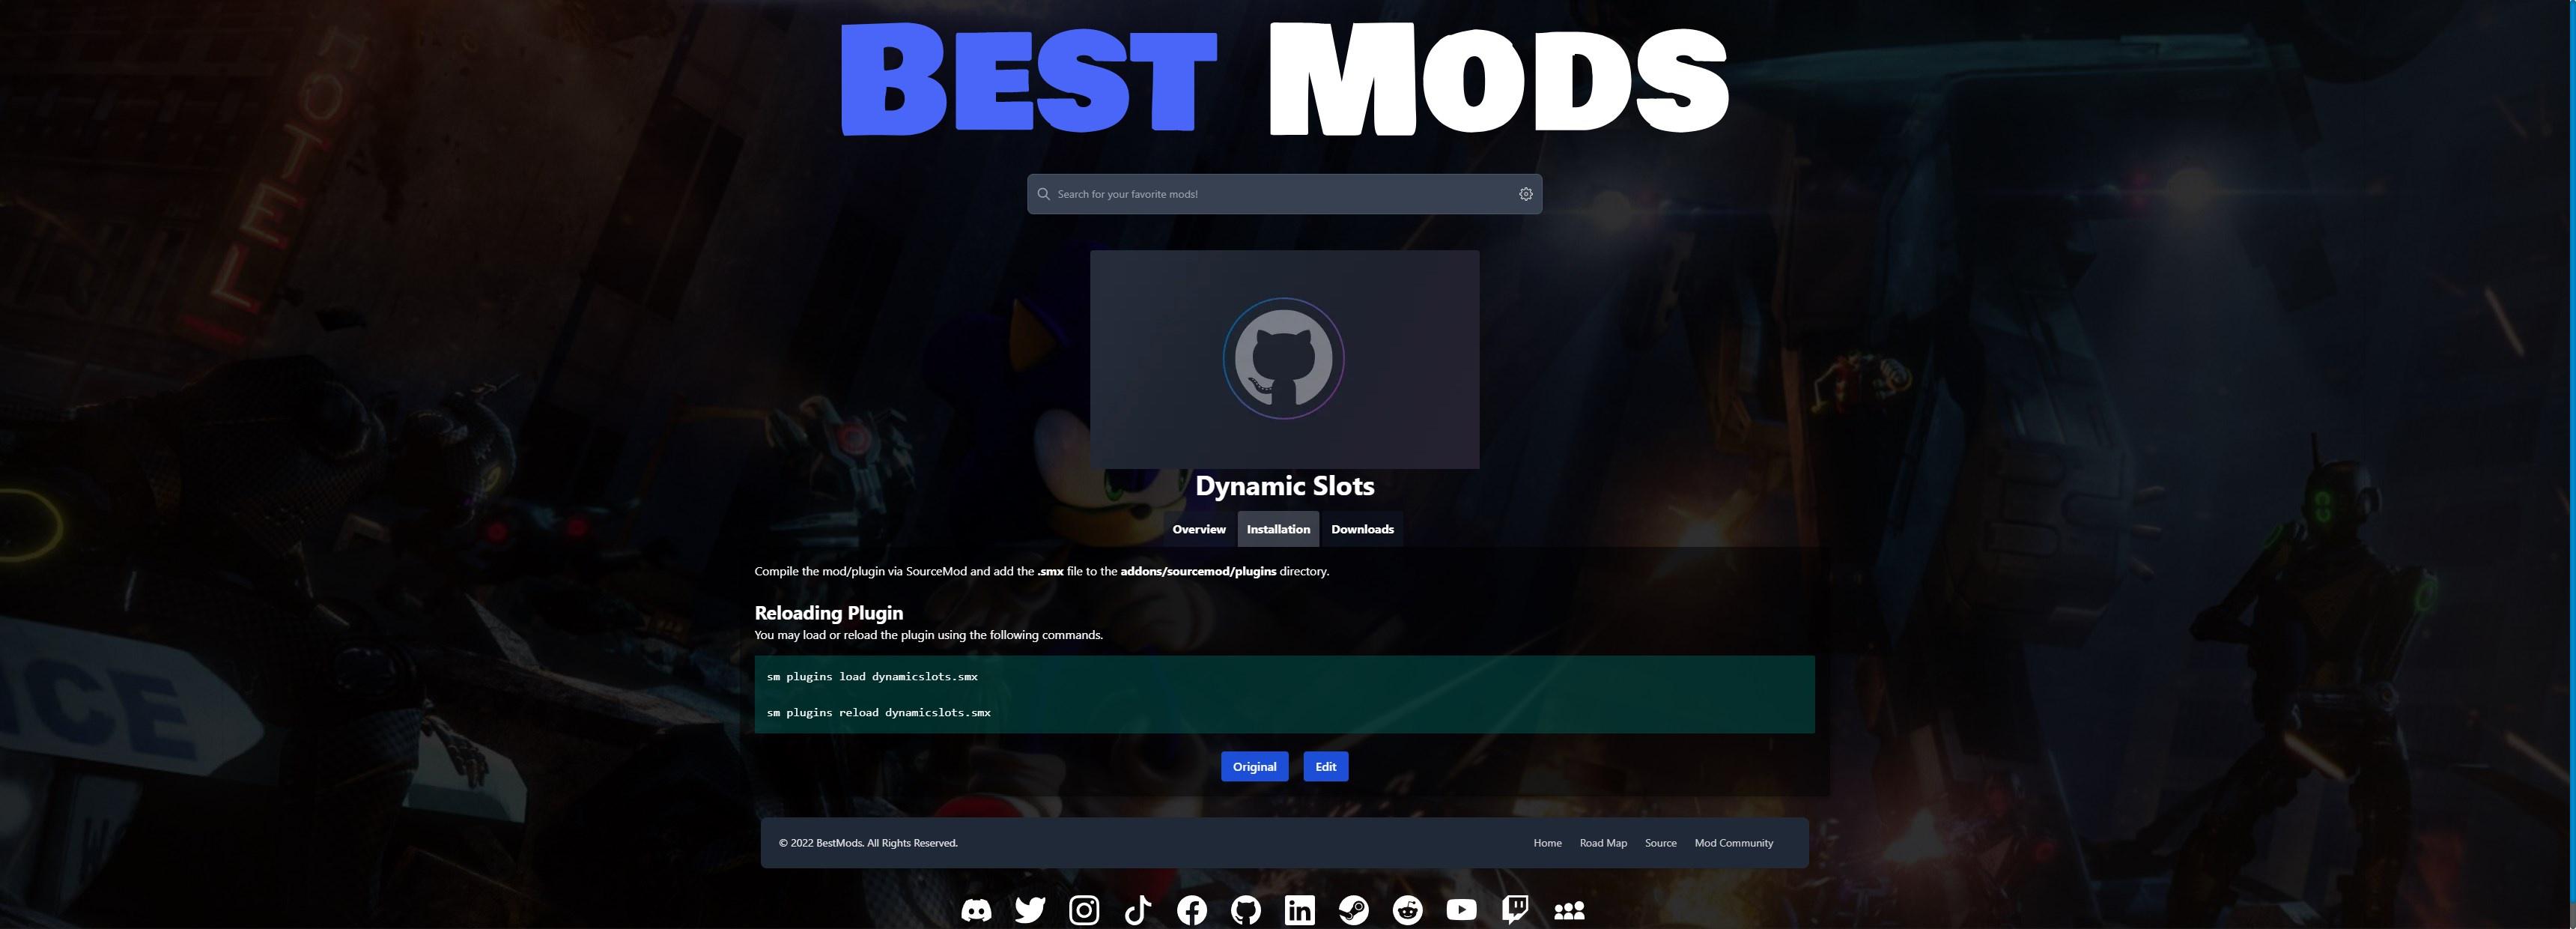 BEST MODS
Search for your favorite mods!
HOTEL
Dynamic Slots
Overview Installation Downloads
Compile the mod/plugin via SourceMod and add the .smx file to the addons/sourcemod/plugins directory.
Reloading Plugin
You may load or reload the plugin using the following commands.
sm plugins load dynamicslots.smx
sm plugins reload dynamicslots.smx
ICE
Original Edit
© 2022 BestMods. All Rights Reserved.
Home Road Map Source Mod Community